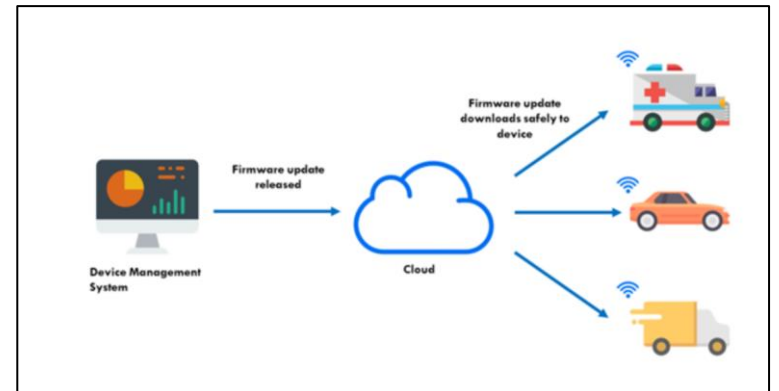 Firmware update
downloads safely to
device
Firmware update
released
Device Management
System
Cloud